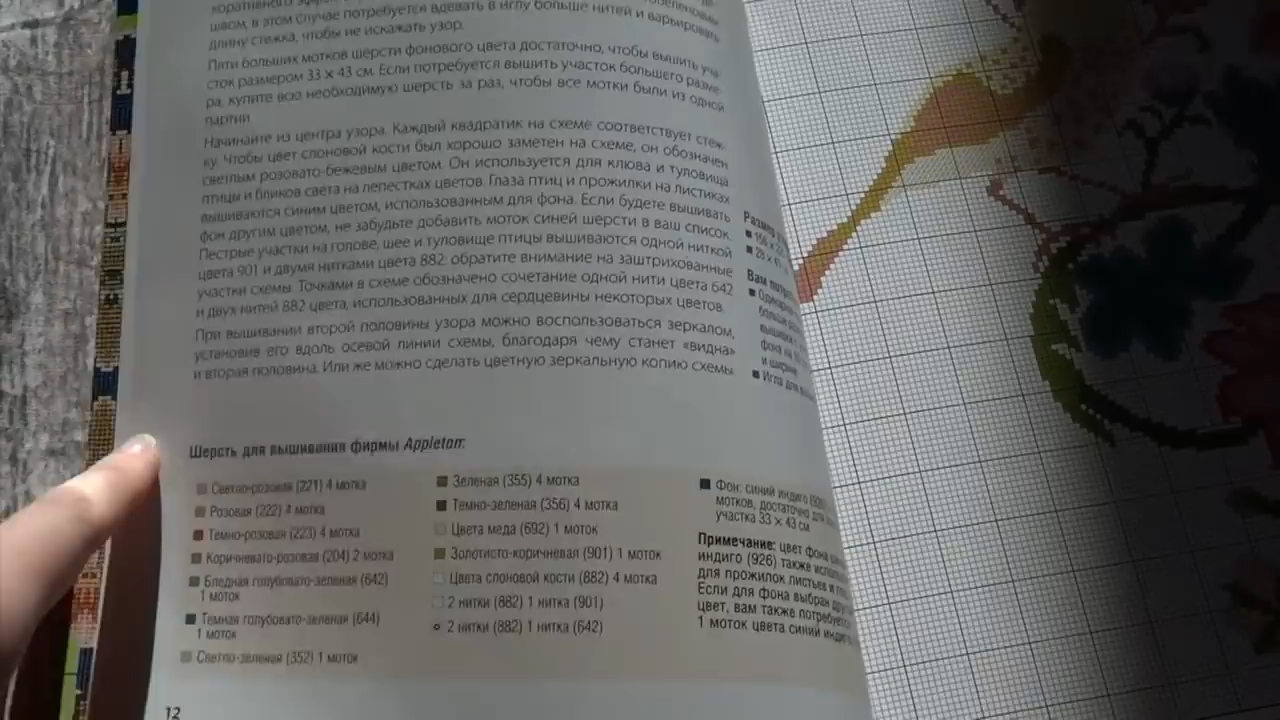 швом, в этом случае потребуется вдевать в иглу больше нитей и варьировать
длину стежка, чтобы не искажать узор.
Пяти больших мотков шерсти фонового цвета достаточно, чтобы вышить уча-
сток размером 33 × 43 см. Если потребуется вышить участок большего разме-
ра, купите всю необходимую шерсть за раз, чтобы все мотки были из одной
партии.
Начинайте из центра узора. Каждый квадратик на схеме соответствует стеж-
ку. Чтобы цвет слоновой кости был хорошо заметен на схеме, он обозначен
светлым розовато-бежевым цветом. Он используется для клюва и туловища
птицы и бликов света на лепестках цветов. Глаза птиц и прожилки на листиках
вышиваются синим цветом, использованным для фона. Если будете вышивать
фон другим цветом, не забудьте добавить моток синей шерсти в ваш список.
Пестрые участки на голове, шее и туловище птицы вышиваются одной ниткой
цвета 901 и двумя нитками цвета 882: обратите внимание на заштрихованные
участки схемы. Точками в схеме обозначено сочетание одной нити цвета 642
и двух нитей 882 цвета, использованных для сердцевины некоторых цветов.
При вышивании второй половины узора можно воспользоваться зеркалом,
установив его вдоль осевой линии схемы, благодаря чему станет «видна»
и вторая половина. Или же можно сделать цветную зеркальную копию схемы.
Шерсть для вышивания фирмы Appleton:
Светло-розовая (221) 4 мотка
Розовая (222) 4 мотка
Темно-розовая (223) 4 мотка
Коричневато-розовая (204) 2 мотка
Бледная голубовато-зеленая (642)
1 моток
Темная голубовато-зеленая (644)
1 моток
Светло-зеленая (352) 1 моток
Зеленая (355) 4 мотка
Темно-зеленая (356) 4 мотка
Цвета меда (692) 1 моток
Золотисто-коричневая (901) 1 моток
Цвета слоновой кости (882) 4 мотка
2 нитки (882) 1 нитка (901)
2 нитки (882) 1 нитка (642)
Фон: синий индиго
мотков, достаточно для
участка 33 × 43 см
Примечание: цвет фона
индиго (926) также
для прожилок листьев и
Если для фона выбран
цвет, вам также потребуется
1 моток цвета синий
12
Размер
Вам
и
Игла для